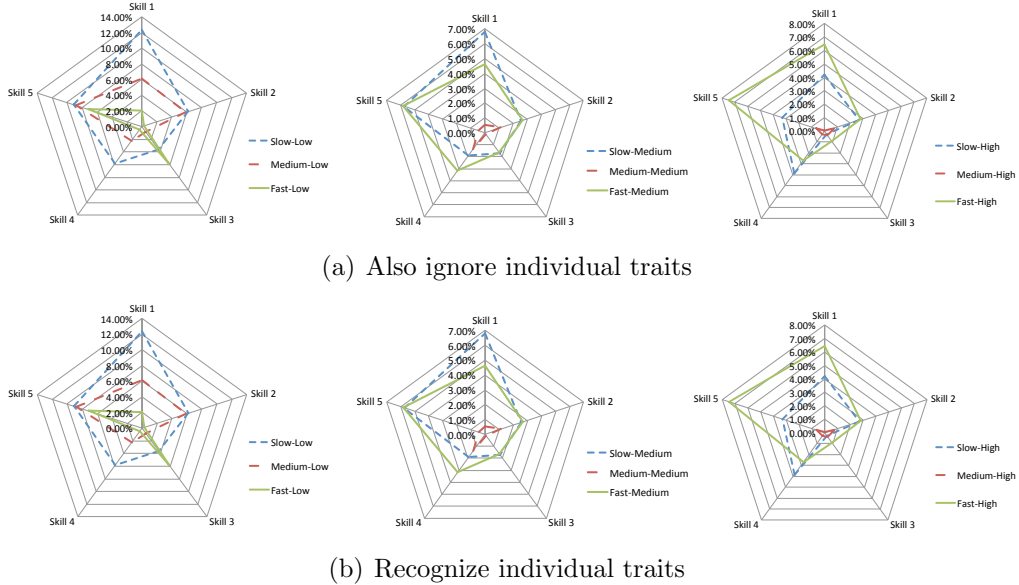 Skill 1
14.00%
12.00%
10.00%
8.00%
6.00%
4.00%
2.00%
0.00%
Skill 2
Skill 3
Skill 4
Skill 5
Slow-Low
Medium-Low
Fast-Low
Skill 1
7.00%
6.00%
5.00%
4.00%
3.00%
2.00%
1.00%
0.00%
Skill 2
Skill 3
Skill 4
Skill 5
Slow-Medium
Medium-Medium
Fast-Medium
Skill 1
8.00%
7.00%
6.00%
5.00%
4.00%
3.00%
2.00%
1.00%
0.00%
Skill 2
Skill 3
Skill 4
Skill 5
Slow-High
Medium-High
Fast-High
(a) Also ignore individual traits
Skill 1
14.00%
12.00%
10.00%
8.00%
6.00%
4.00%
2.00%
0.00%
Skill 2
Skill 3
Skill 4
Skill 5
Slow-Low
Medium-Low
Fast-Low
Skill 1
7.00%
6.00%
5.00%
4.00%
3.00%
2.00%
1.00%
0.00%
Skill 2
Skill 3
Skill 4
Skill 5
Slow-Medium
Medium-Medium
Fast-Medium
Skill 1
8.00%
7.00%
6.00%
5.00%
4.00%
3.00%
2.00%
1.00%
0.00%
Skill 2
Skill 3
Skill 4
Skill 5
Slow-High
Medium-High
Fast-High
(b) Recognize individual traits